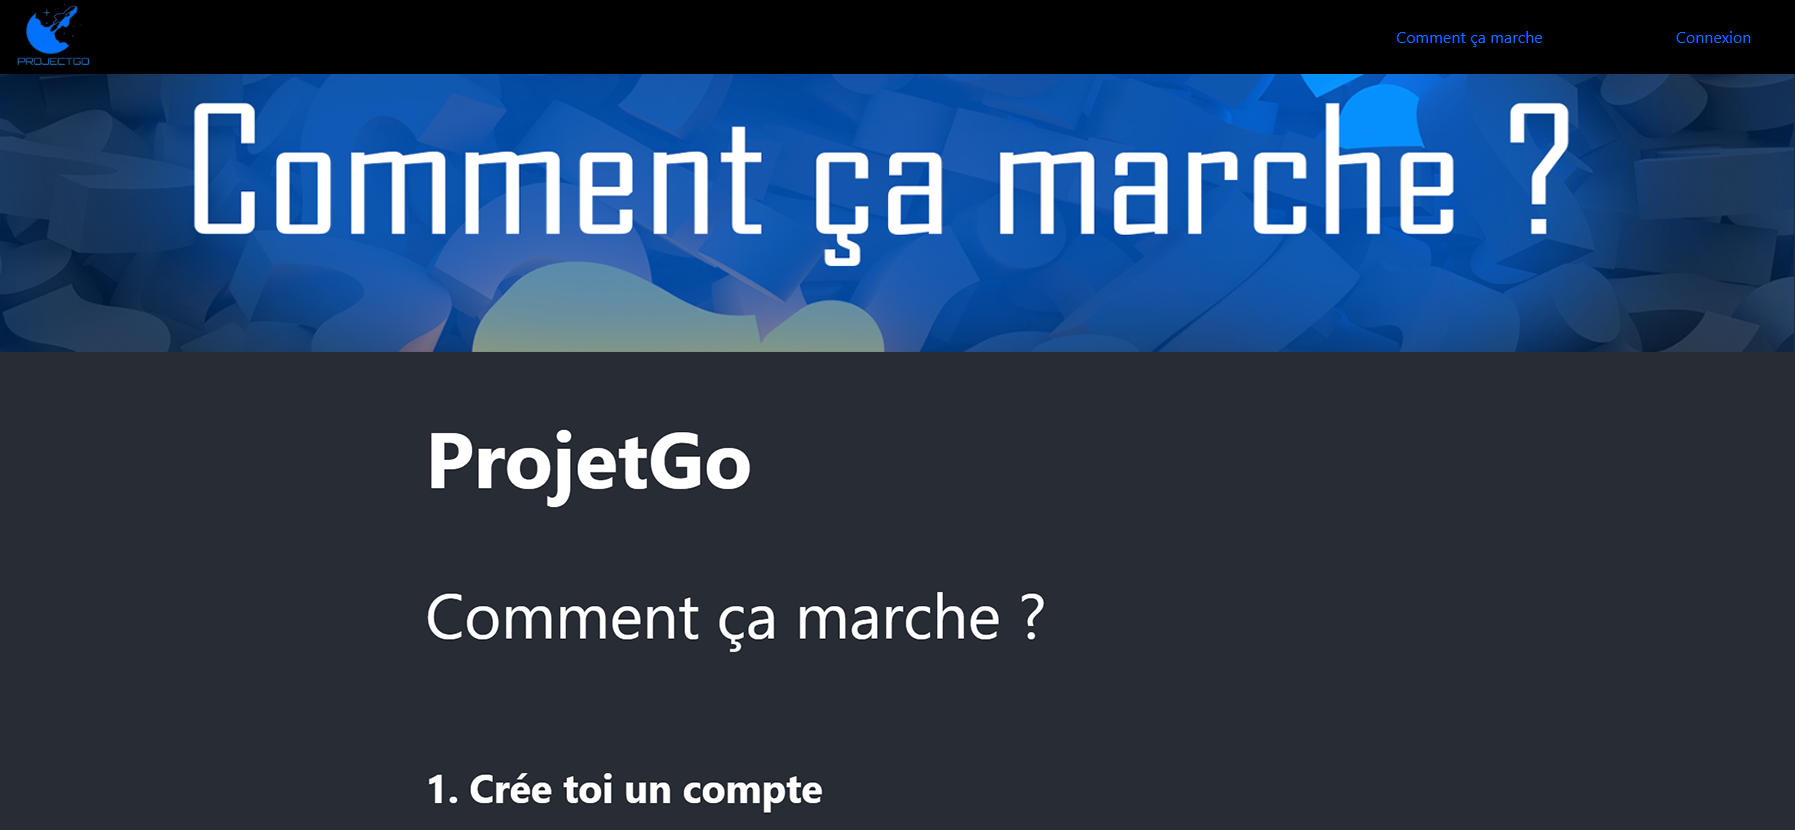 PROJECTGO
Comment ça marche
Connexion
Comment ça marche ?
ProjetGo
Comment ça marche ?
1. Crée toi un compte